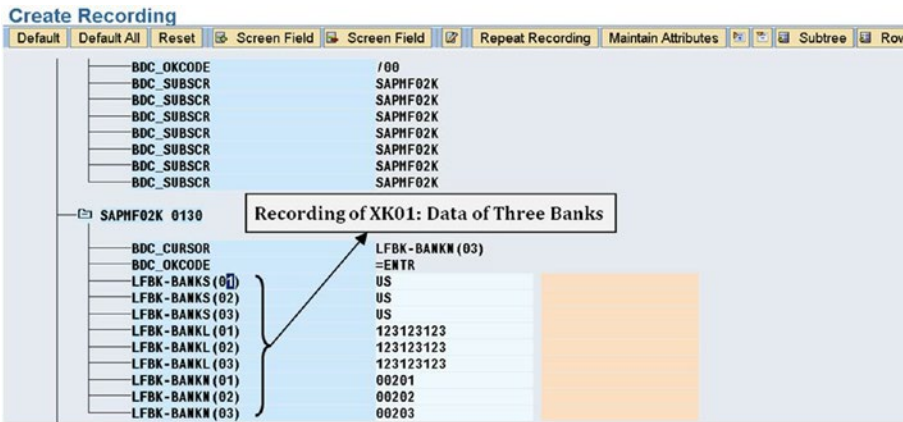 Create Recording
Default Default All Reset Screen Field Screen Field Repeat Recording Maintain Attributes Subtree Row
BDC_OKCODE /00
BDC_SUBSCR SAPMF02K
BDC_SUBSCR SAPMF02K
BDC_SUBSCR SAPMF02K
BDC_SUBSCR SAPMF02K
BDC_SUBSCR SAPMF02K
BDC_SUBSCR SAPMF02K
BDC_SUBSCR SAPMF02K
SAPMF02K 0130 Recording of XK01: Data of Three Banks
BDC_CURSOR LFBK-BANKN(03)
BDC_OKCODE =ENTR
LFBK-BANKS(01) US
LFBK-BANKS(02) US
LFBK-BANKS(03) US
LFBK-BANKL(01) 123123123
LFBK-BANKL(02) 123123123
LFBK-BANKL(03) 123123123
LFBK-BANKN(01) 00201
LFBK-BANKN(02) 00202
LFBK-BANKN(03) 00203